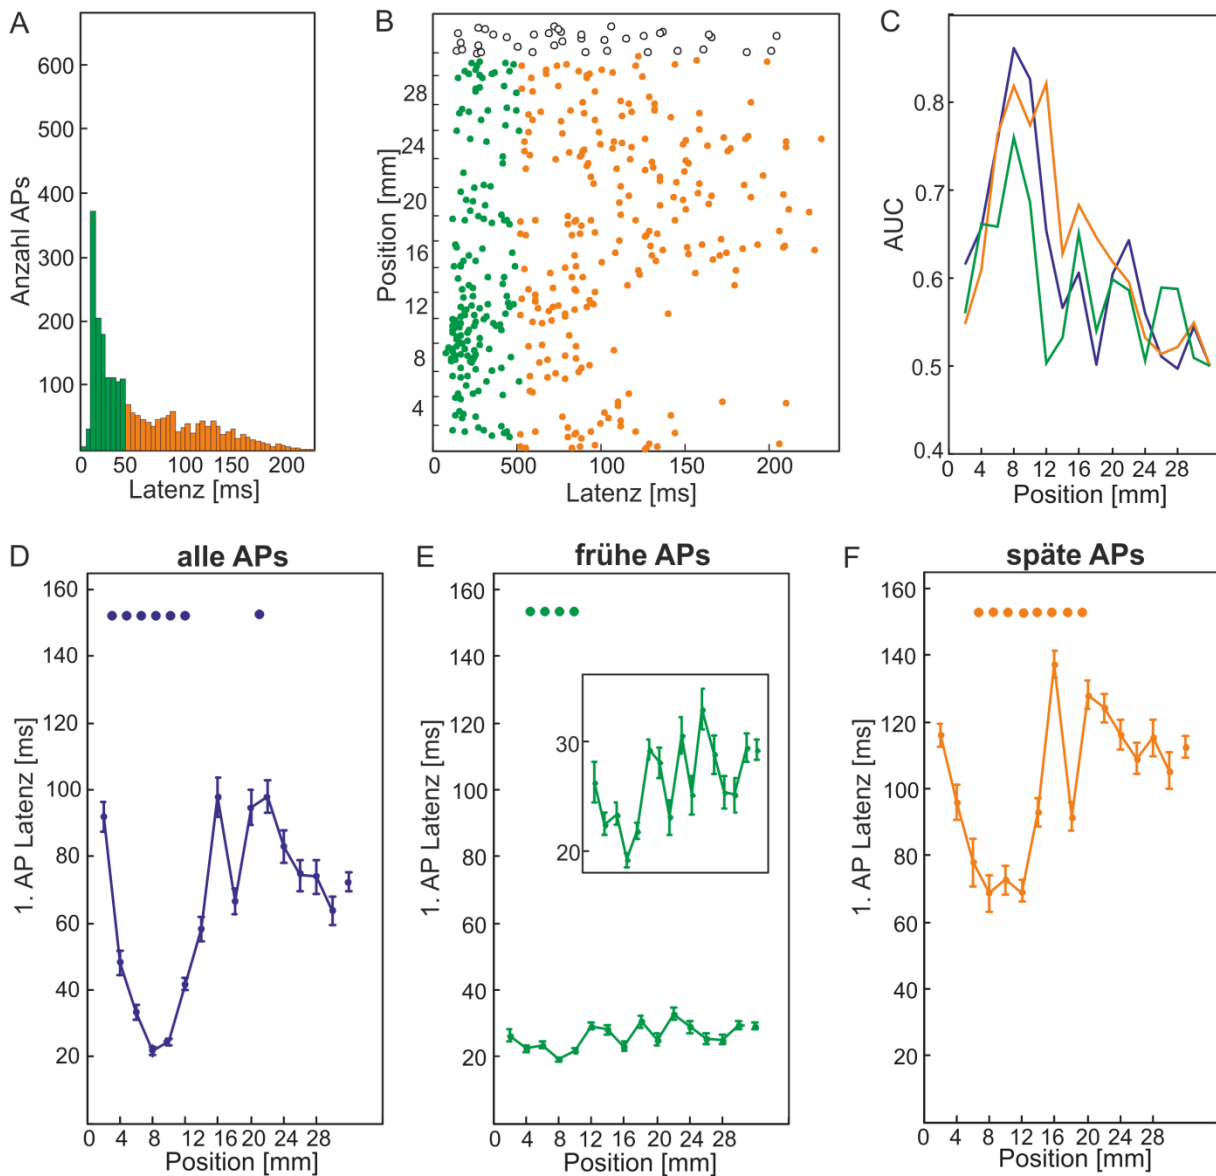 A
600
500
400
300
200
100
Anzahl APs
0 50 100 150 200
Latenz [ms]
B
28
24
20
16
12
8
4
Position [mm]
0 500 100 150 200
Latenz [ms]
C
0.8
0.7
0.6
0.5
0.4
AUC
4 8 12 16 20 24 28
Position [mm]
D
alle APs
160
140
120
100
80
60
40
20
1. AP Latenz [ms]
0 4 8 12 16 20 24 28
Position [mm]
E
frühe APs
160
140
120
100
80
60
40
20
1. AP Latenz [ms]
30
20
0 4 8 12 16 20 24 28
Position [mm]
F
späte APs
160
140
120
100
80
60
40
20
1. AP Latenz [ms]
0 4 8 12 16 20 24 28
Position [mm]